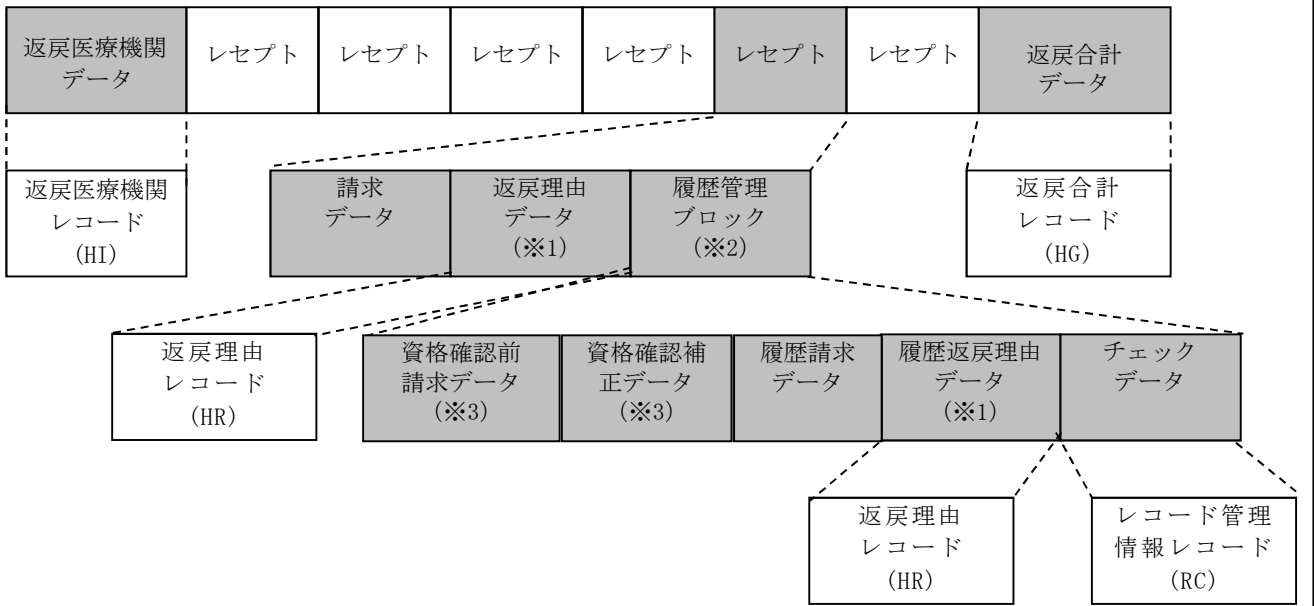 返戻医療機関
データ
レセプト
レセプト
レセプト
レセプト
レセプト
レセプト
返戻合計
データ
返戻医療機関
レコード
(HI)
請求
データ
返戻理由
データ
(※1)
履歴管理
ブロック
(※2)
返戻合計
レコード
(HG)
返戻理由
レコード
(HR)
資格確認前
請求データ
(※3)
資格確認補
正データ
(※3)
履歴請求
データ
履歴返戻理由
データ
(※1)
チェック
データ
返戻理由
レコード
(HR)
レコード管理
情報レコード
(RC)